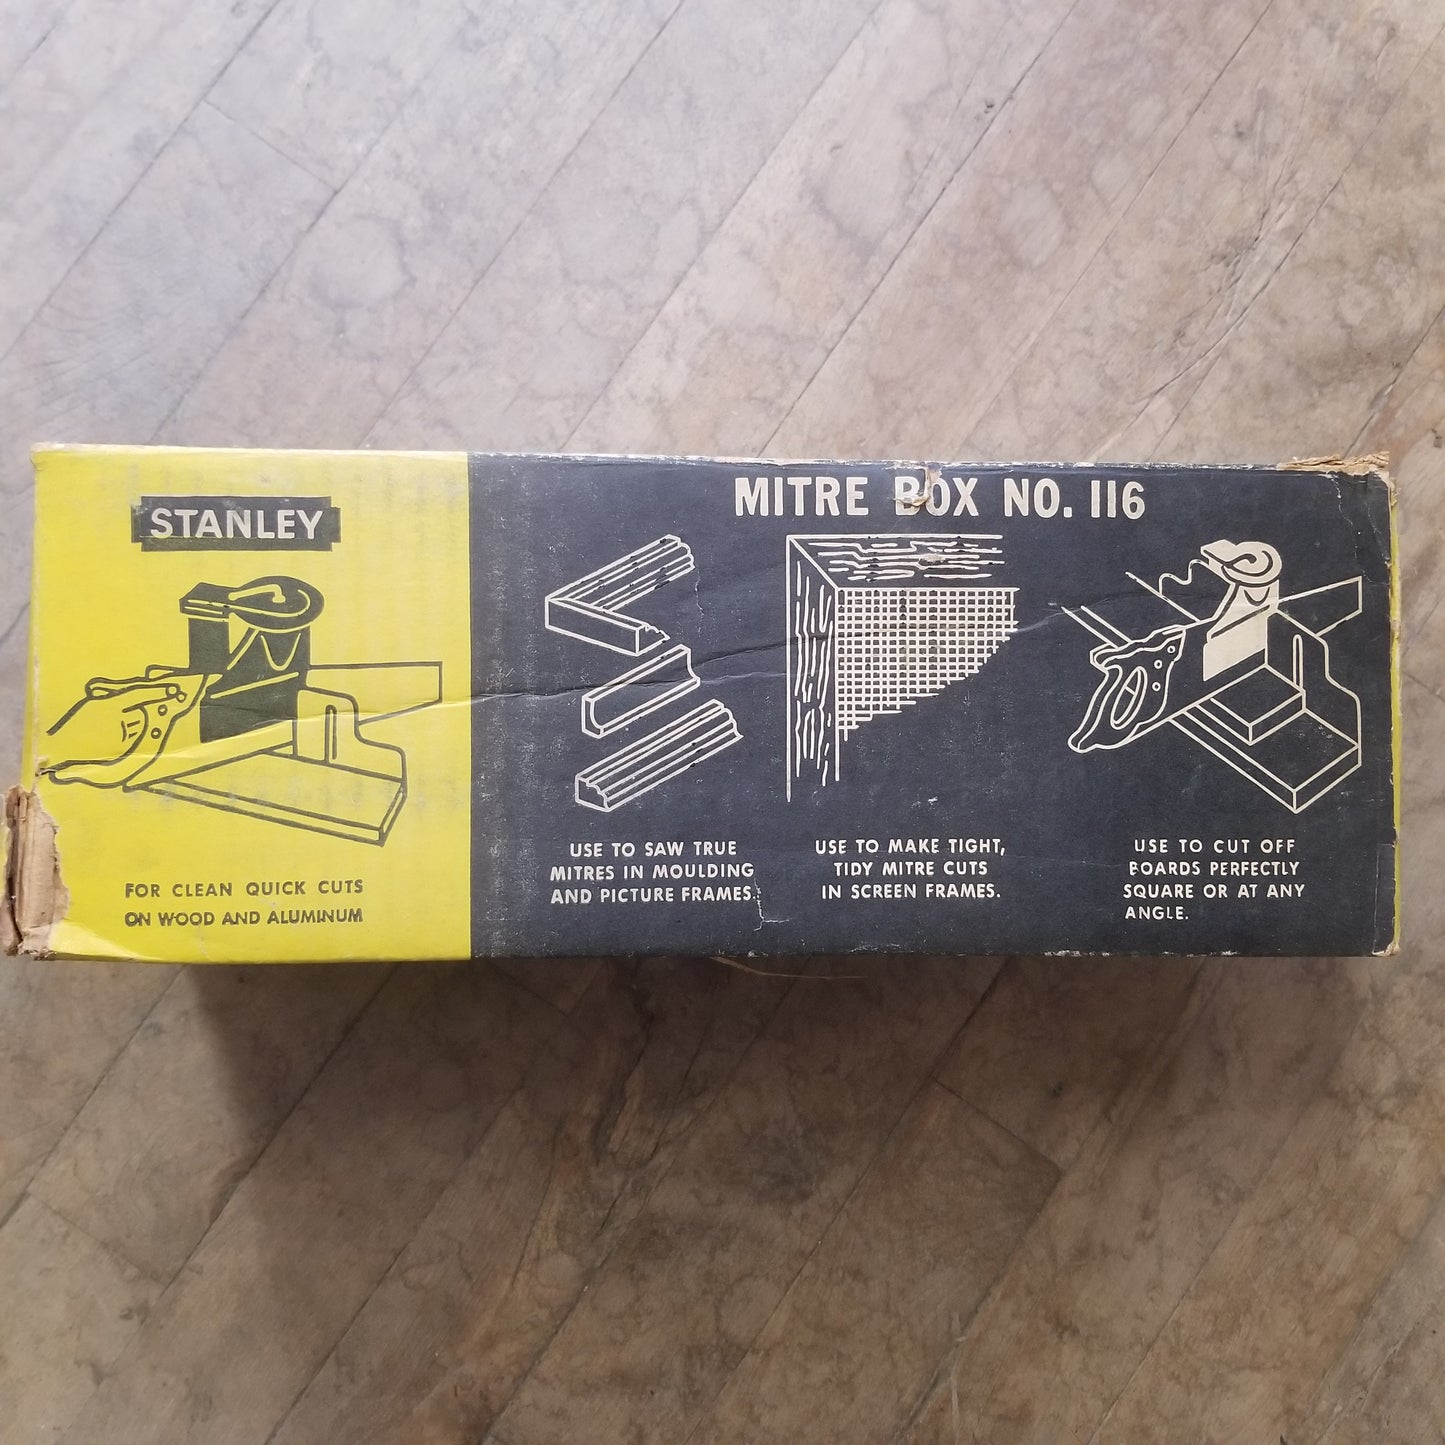 STANLEY
FOR CLEAN QUICK CUTS
ON WOOD AND ALUMINUM
MITRE BOX NO. 116
USE TO SAW TRUE
MITRES IN MOULDING
AND PICTURE FRAMES.
USE TO MAKE TIGHT,
TIDY MITRE CUTS
IN SCREEN FRAMES.
USE TO CUT OFF
BOARDS PERFECTLY
SQUARE OR AT ANY
ANGLE.